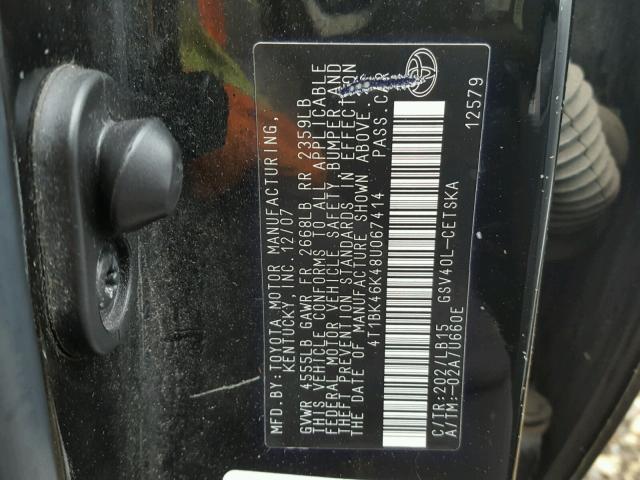 MFD.BY:TOYOTA MOTOR MANUFACTURING,
KENTUCKY, INC. 12/07
GVWR 4555LB GAWR FR 2668LB RR 2359LB
THIS VEHICLE CONFORMS TO ALL APPLICABLE
FEDERAL MOTOR VEHICLE SAFETY, BUMPER AND
THEFT PREVENTION STANDARDS IN EFFECT ON
THE DATE OF MANUFACTURE SHOWN ABOVE.
4T1BK46K48U067414 PASS. CA
C/TR:202/LB15 GSV40L-CETSKA
A/TM:-02A/U660E
12579